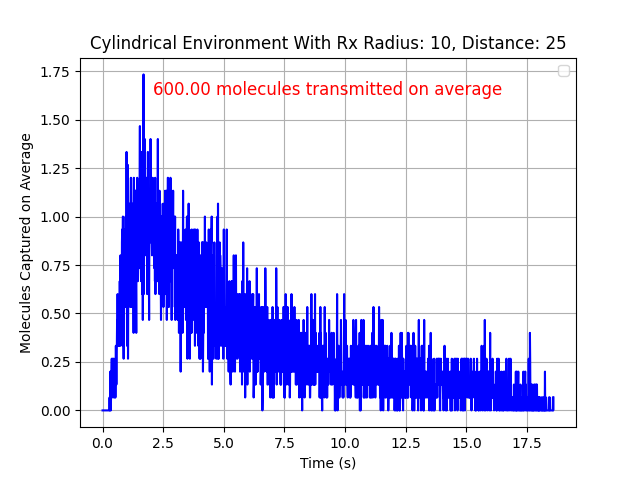 Cylindrical Environment With Rx Radius: 10, Distance: 25
600.00 molecules transmitted on average
Molecules Captured on Average
1.75
1.50
1.25
1.00
0.75
0.50
0.25
0.00
0.0 2.5 5.0 7.5 10.0 12.5 15.0 17.5
Time (s)